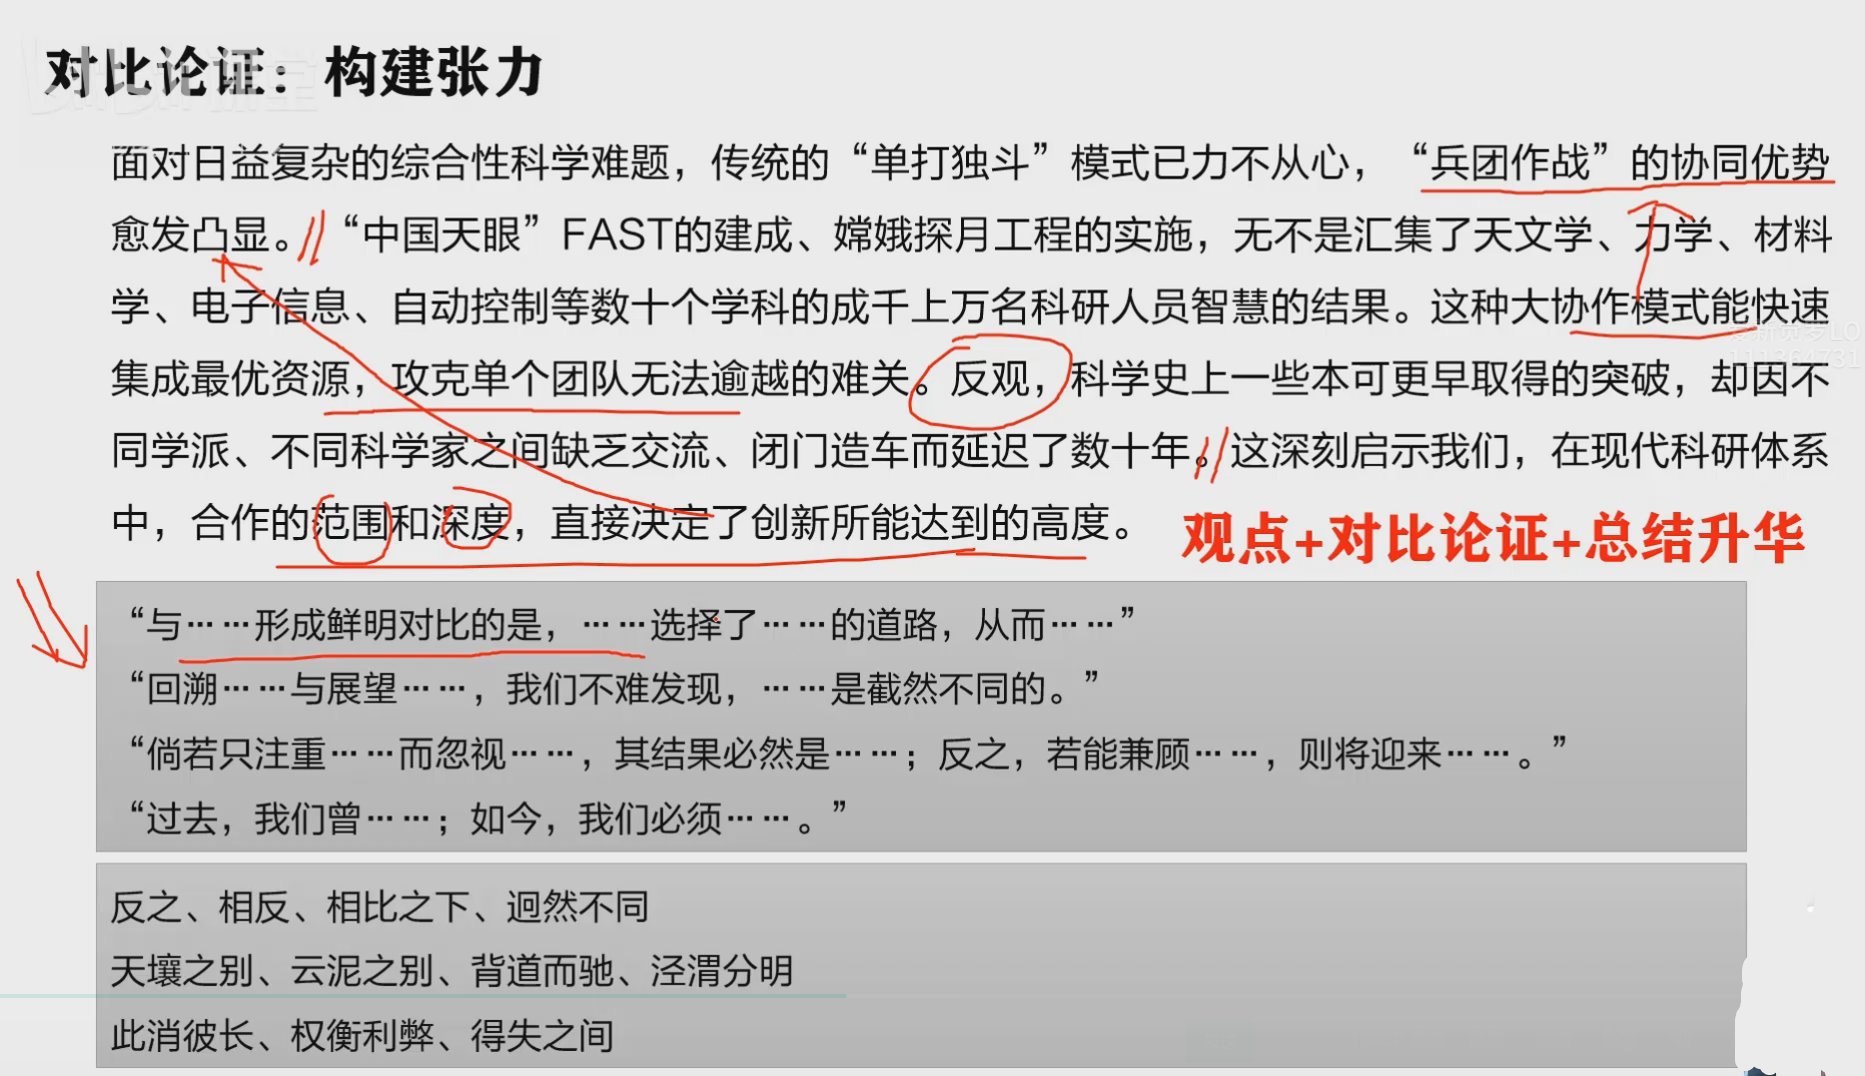 对比论证：构建张力
面对日益复杂的综合性科学难题，传统的“单打独斗”模式已力不从心，“兵团作战”的协同优势
愈发凸显。“中国天眼”FAST的建成、嫦娥探月工程的实施，无不是汇集了天文学、力学、材料
学、电子信息、自动控制等数十个学科的成千上万名科研人员智慧的结果。这种大协作模式能快速
集成最优资源，攻克单个团队无法逾越的难关。反观，科学史上一些本可更早取得的突破，却因不
同学派、不同科学家之间缺乏交流、闭门造车而延迟了数十年。这深刻启示我们，在现代科研体系
中，合作的范围和深度，直接决定了创新所能达到的高度。
观点+对比论证+总结升华
“与……形成鲜明对比的是，……选择了……的道路，从而……”
“回溯……与展望……，我们不难发现，……是截然不同的。”
“倘若只注重……而忽视……，其结果必然是……；反之，若能兼顾……，则将迎来……。”
“过去，我们曾……；如今，我们必须……。”
反之、相反、相比之下、迥然不同
天壤之别、云泥之别、背道而驰、泾渭分明
此消彼长、权衡利弊、得失之间